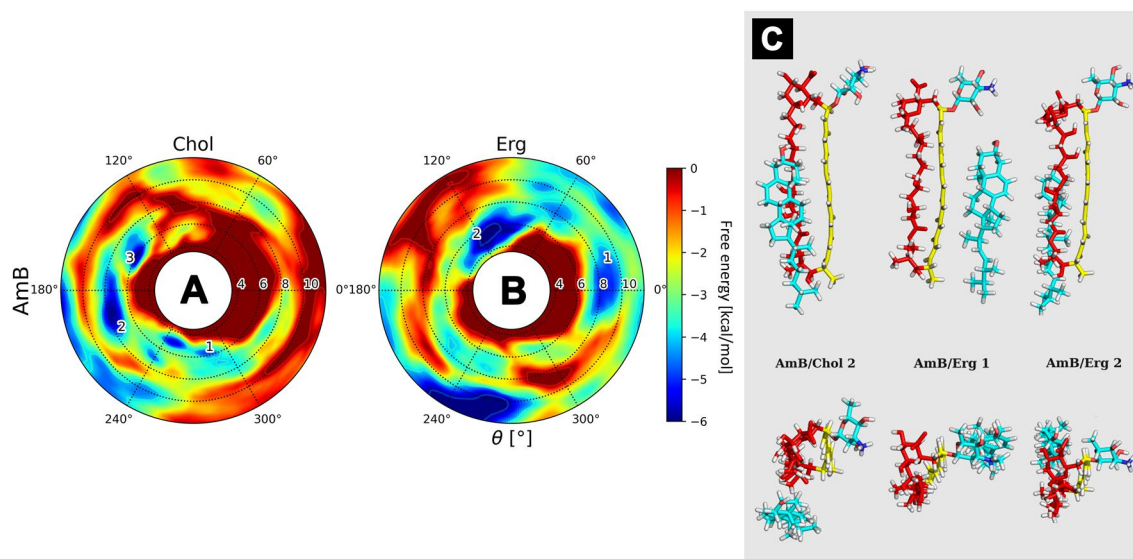 Chol
Erg
AmB
120°
60°
180°
0°
240°
300°
A
1
2
3
4
6
8
10
120°
60°
0°
240°
300°
B
1
2
4
6
8
10
θ [°]
0
−1
−2
−3
−4
−5
−6
Free energy [kcal/mol]
C
AmB/Chol 2
AmB/Erg 1
AmB/Erg 2